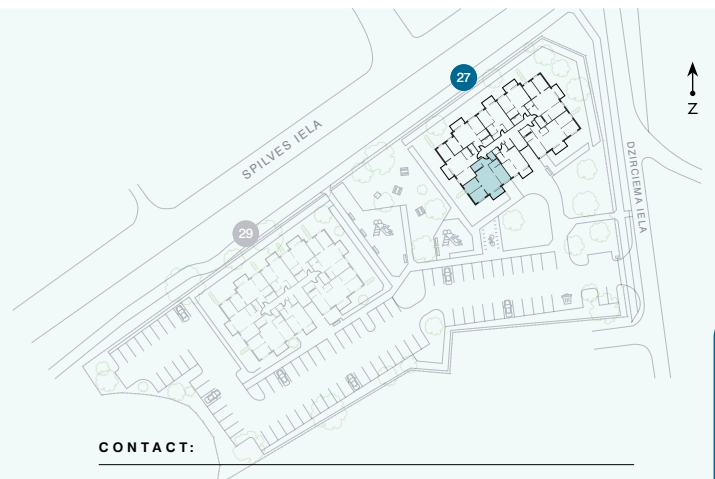 27
Z
SPILVES IELA
DZIRCIEMA IELA
29
CONTACT: